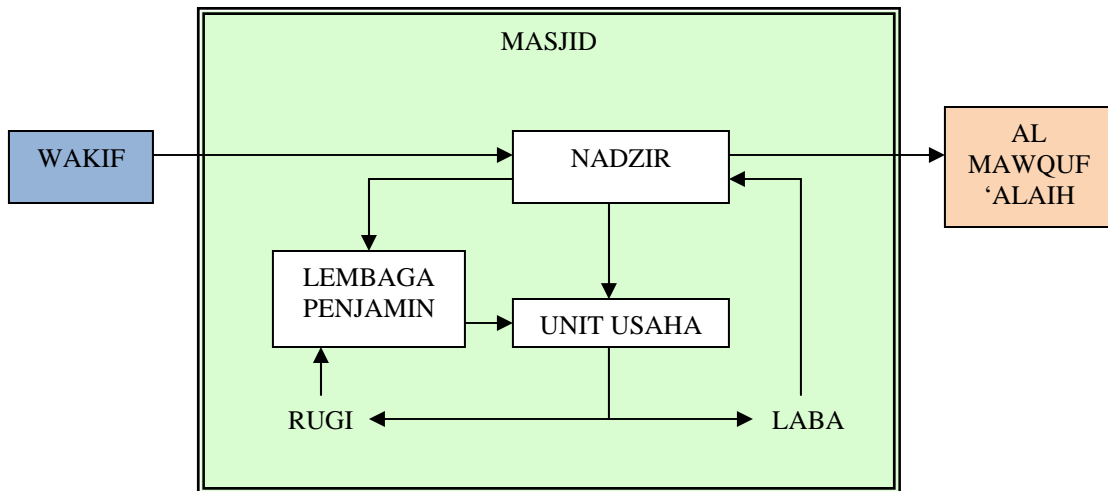 MASJID
WAKIF
NADZIR
AL
MAWQUF
‘ALAIH
LEMBAGA
PENJAMIN
UNIT USAHA
RUGI
LABA